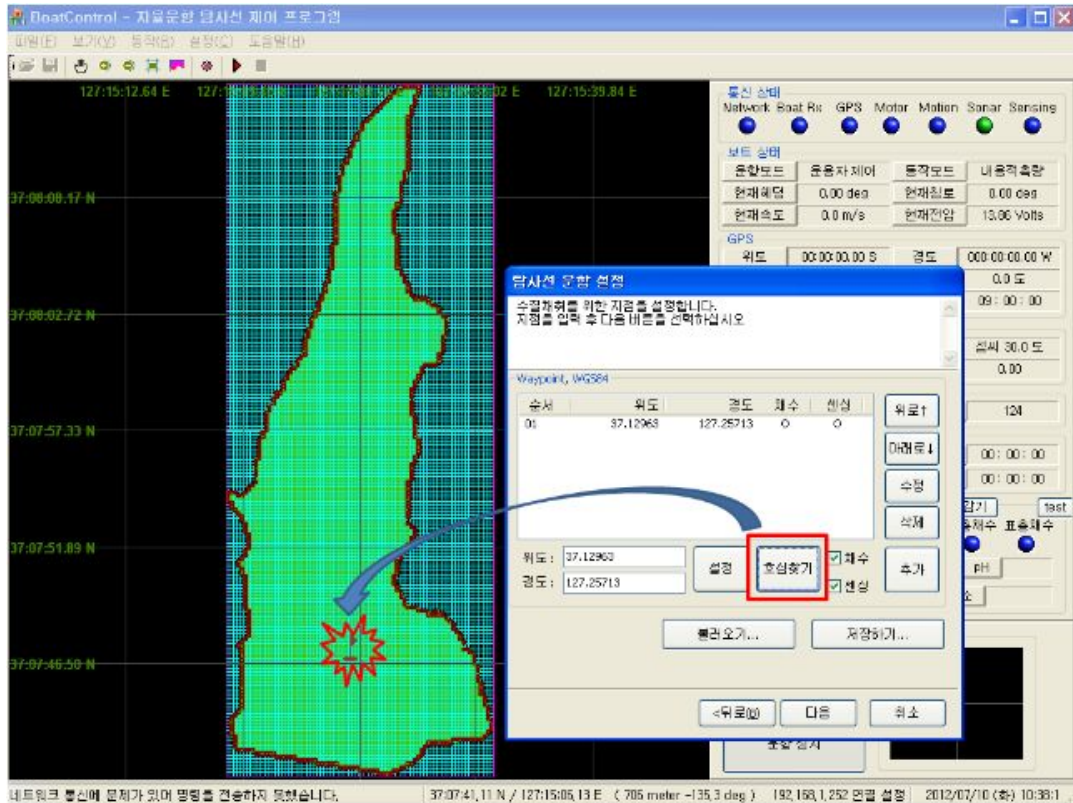 BoatControl - 자율운항 탐사선 제어 프로그램
파일(F) 보기(V) 동작(R) 설정(C) 도움말(H)
127:15:12.64 E 02 E 127:15:39.84 E
37:08:08.17 N
37:08:02.72 N
37:07:57.33 N
37:07:51.89 N
37:07:46.50 N
통신 상태
Network Boat Rx GPS Motor Motion Sonar Sensing
보트 상태
운항모드 운용자 제어 동작모드 내용적측량
현재헤딩 0.00 deg 현재침로 0.00 deg
현재속도 0.0 m/s 현재전압 13.86 Volts
GPS
위도 00:00:00.00 S 경도 000:00:00.00 W
0.0 도
09 : 00 : 00
섭씨 30.0 도
0.00
124
00 : 00 : 00
00 : 00 : 00
test
표층채수
pH
탐사선 운항 설정
수질채취를 위한 지점을 설정합니다.
지점을 입력 후 다음 버튼을 선택하십시오
Waypoint, WGS84
순서 위도 경도 채수 센싱
01 37.12963 127.25713 O O
위로↑
아래로↓
수정
삭제
위도 : 37.12963
경도 : 127.25713
설정 호심찾기 채수 센싱 추가
불러오기... 저장하기...
<뒤로(B) 다음 취소
네트워크 통신에 문제가 있어 명령를 전송하지 못했습니다.
37:07:41.11 N / 127:15:05.13 E ( 706 meter -135.3 deg ) 192,168,1,252 연결 설정 2012/07/10 (화) 10:38:1